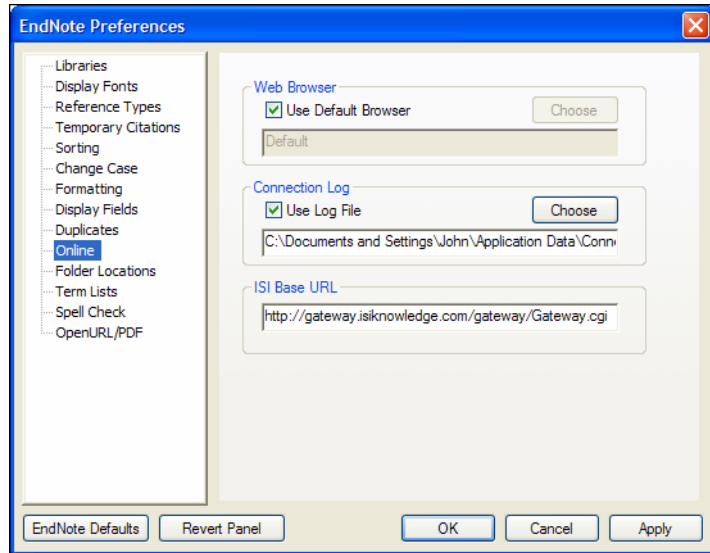 EndNote Preferences
Libraries
Display Fonts
Reference Types
Temporary Citations
Sorting
Change Case
Formatting
Display Fields
Duplicates
Online
Folder Locations
Term Lists
Spell Check
OpenURL/PDF
Web Browser
Use Default Browser
Choose
Default
Connection Log
Use Log File
Choose
C:\Documents and Settings\John\Application Data\Conne
ISI Base URL
http://gateway.isiknowledge.com/gateway/Gateway.cgi
EndNote Defaults
Revert Panel
OK
Cancel
Apply